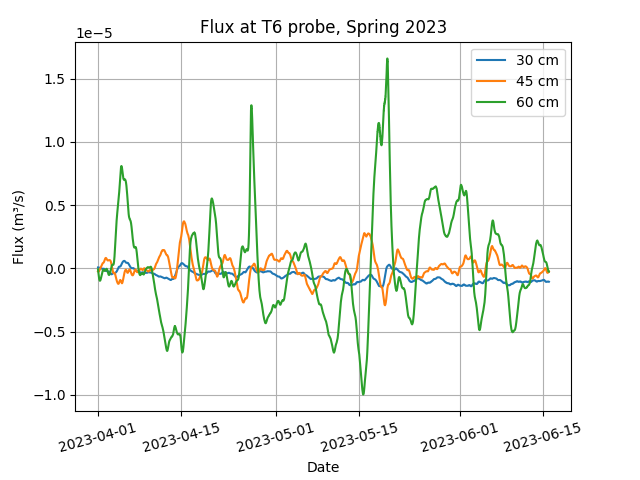 Flux at T6 probe, Spring 2023
1e−5
30 cm
45 cm
60 cm
1.5
1.0
0.5
0.0
−0.5
−1.0
Flux (m³/s)
2023-04-01
2023-04-15
2023-05-01
2023-05-15
2023-06-01
2023-06-15
Date